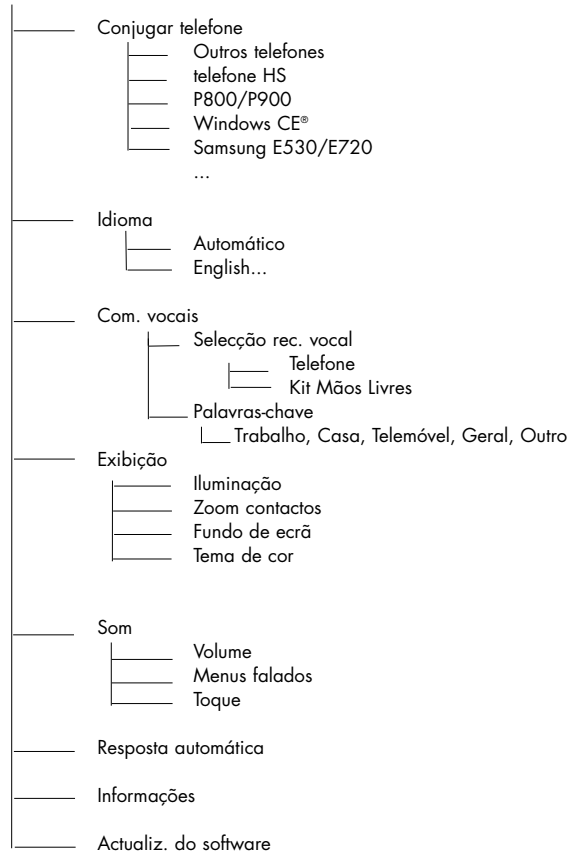 Conjugar telefone
Outros telefones
telefone HS
P800/P900
Windows CE®
Samsung E530/E720
...
Idioma
Automático
English...
Com. vocais
Selecção rec. vocal
Telefone
Kit Mãos Livres
Palavras-chave
Trabalho, Casa, Telemóvel, Geral, Outro
Exibição
Iluminação
Zoom contactos
Fundo de ecrã
Tema de cor
Som
Volume
Menus falados
Toque
Resposta automática
Informações
Actualiz. do software